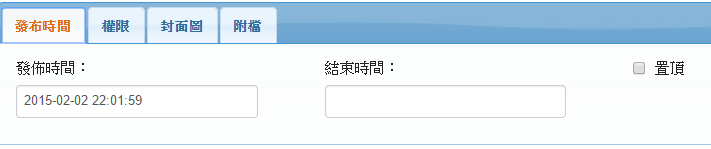 發布時間 權限 封面圖 附檔
發佈時間： 結束時間： 置頂
2015-02-02 22:01:59